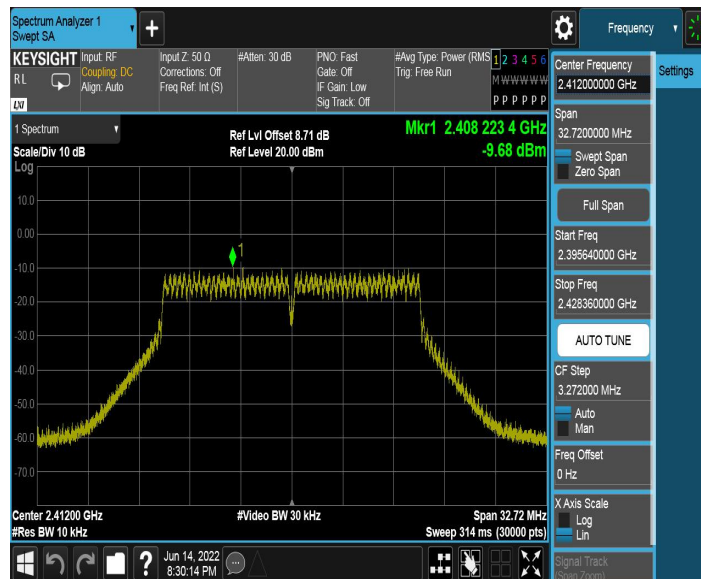 Spectrum Analyzer 1
Swept SA
Frequency
KEYSIGHT
RL
LXI
Input: RF
Coupling: DC
Align: Auto
Input Z: 50 Ω
Corrections: Off
Freq Ref: Int (S)
#Atten: 30 dB
PNO: Fast
Gate: Off
IF Gain: Low
Sig Track: Off
#Avg Type: Power (RMS
Trig: Free Run
1 2 3 4 5 6
M W W W W W
P P P P P P
Center Frequency
2.412000000 GHz
Settings
Span
32.7200000 MHz
Swept Span
Zero Span
Full Span
Start Freq
2.395640000 GHz
Stop Freq
2.428360000 GHz
AUTO TUNE
CF Step
3.272000 MHz
Auto
Man
Freq Offset
0 Hz
X Axis Scale
Log
Lin
Signal Track
(Span Zoom)
1 Spectrum
Scale/Div 10 dB
Ref Lvl Offset 8.71 dB
Ref Level 20.00 dBm
Mkr1 2.408 223 4 GHz
-9.68 dBm
Log
10.0
0.00
-10.0
-20.0
-30.0
-40.0
-50.0
-60.0
-70.0
1
Center 2.41200 GHz
#Video BW 30 kHz
Span 32.72 MHz
#Res BW 10 kHz
Sweep 314 ms (30000 pts)
?
Jun 14, 2022
8:30:14 PM